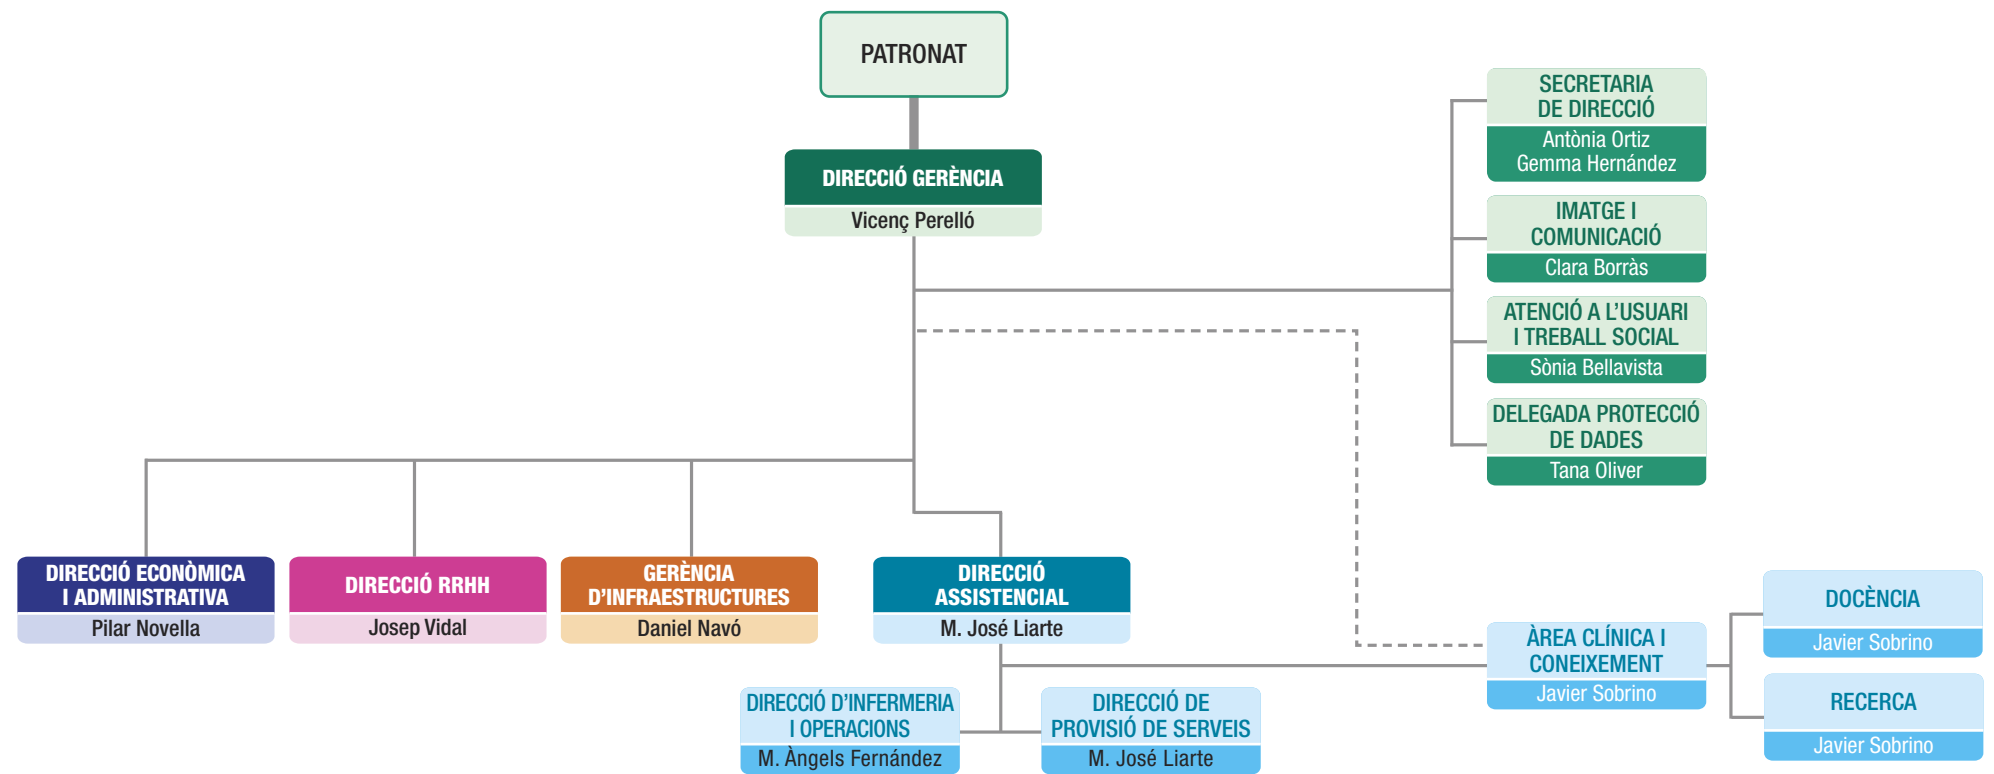 PATRONAT
DIRECCIÓ GERÈNCIA
Vicenç Perelló
SECRETARIA
DE DIRECCIÓ
Antònia Ortiz
Gemma Hernández
IMATGE I
COMUNICACIÓ
Clara Borràs
ATENCIÓ A L’USUARI
I TREBALL SOCIAL
Sònia Bellavista
DELEGADA PROTECCIÓ
DE DADES
Tana Oliver
DIRECCIÓ ECONÒMICA
I ADMINISTRATIVA
Pilar Novella
DIRECCIÓ RRHH
Josep Vidal
GERÈNCIA
D’INFRAESTRUCTURES
Daniel Navó
DIRECCIÓ
ASSISTENCIAL
M. José Liarte
DIRECCIÓ D’INFERMERIA
I OPERACIONS
M. Àngels Fernández
DIRECCIÓ DE
PROVISIÓ DE SERVEIS
M. José Liarte
ÀREA CLÍNICA I
CONEIXEMENT
Javier Sobrino
DOCÈNCIA
Javier Sobrino
RECERCA
Javier Sobrino